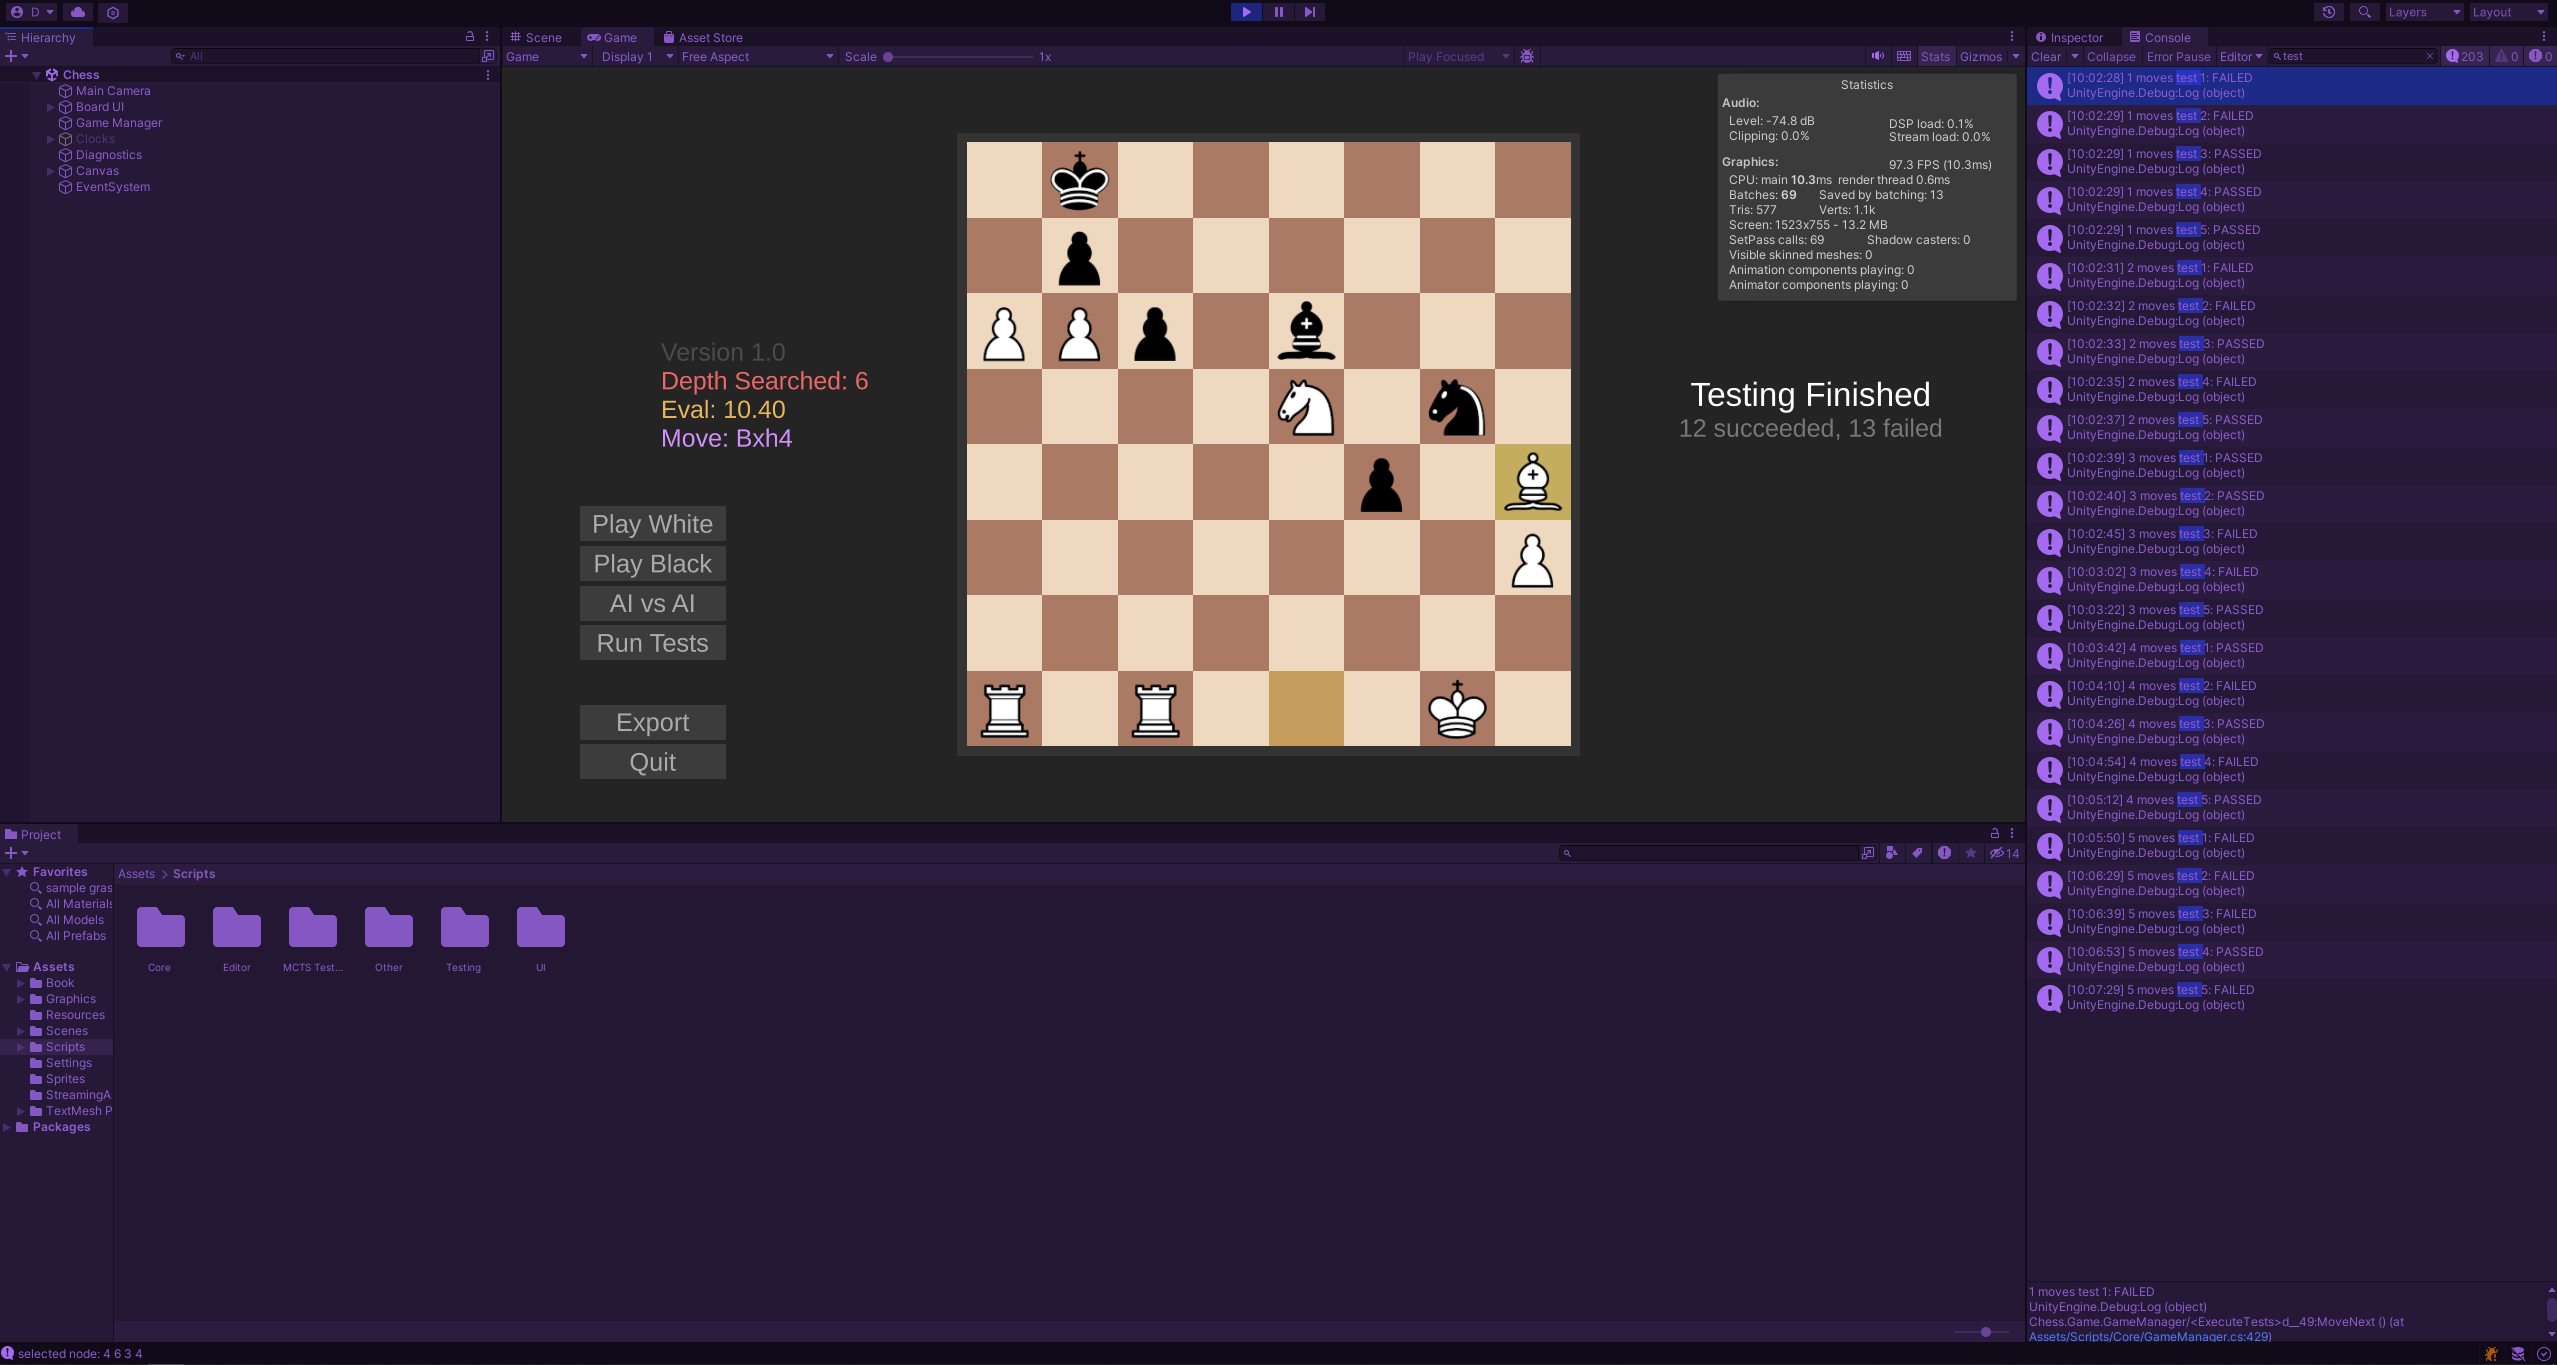 D
Layers
Layout
Hierarchy
All
Chess
Main Camera
Board UI
Game Manager
Clocks
Diagnostics
Canvas
EventSystem
Scene
Game
Asset Store
Game
Display 1
Free Aspect
Scale
1x
Play Focused
Stats
Gizmos
Version 1.0
Depth Searched: 6
Eval: 10.40
Move: Bxh4
Play White
Play Black
AI vs AI
Run Tests
Export
Quit
Statistics
Audio:
Level: -74.8 dB
DSP load: 0.1%
Clipping: 0.0%
Stream load: 0.0%
Graphics:
97.3 FPS (10.3ms)
CPU: main 10.3ms render thread 0.6ms
Batches: 69 Saved by batching: 13
Tris: 577 Verts: 1.1k
Screen: 1523x755 - 13.2 MB
SetPass calls: 69 Shadow casters: 0
Visible skinned meshes: 0
Animation components playing: 0
Animator components playing: 0
Testing Finished
12 succeeded, 13 failed
Inspector
Console
Clear
Collapse
Error Pause
Editor
test
203
0
0
[10:02:28] 1 moves test 1: FAILED
UnityEngine.Debug:Log (object)
[10:02:29] 1 moves test 2: FAILED
UnityEngine.Debug:Log (object)
[10:02:29] 1 moves test 3: PASSED
UnityEngine.Debug:Log (object)
[10:02:29] 1 moves test 4: PASSED
UnityEngine.Debug:Log (object)
[10:02:29] 1 moves test 5: PASSED
UnityEngine.Debug:Log (object)
[10:02:31] 2 moves test 1: FAILED
UnityEngine.Debug:Log (object)
[10:02:32] 2 moves test 2: FAILED
UnityEngine.Debug:Log (object)
[10:02:33] 2 moves test 3: PASSED
UnityEngine.Debug:Log (object)
[10:02:35] 2 moves test 4: FAILED
UnityEngine.Debug:Log (object)
[10:02:37] 2 moves test 5: PASSED
UnityEngine.Debug:Log (object)
[10:02:39] 3 moves test 1: PASSED
UnityEngine.Debug:Log (object)
[10:02:40] 3 moves test 2: PASSED
UnityEngine.Debug:Log (object)
[10:02:45] 3 moves test 3: FAILED
UnityEngine.Debug:Log (object)
[10:03:02] 3 moves test 4: FAILED
UnityEngine.Debug:Log (object)
[10:03:22] 3 moves test 5: PASSED
UnityEngine.Debug:Log (object)
[10:03:42] 4 moves test 1: PASSED
UnityEngine.Debug:Log (object)
[10:04:10] 4 moves test 2: FAILED
UnityEngine.Debug:Log (object)
[10:04:26] 4 moves test 3: PASSED
UnityEngine.Debug:Log (object)
[10:04:54] 4 moves test 4: FAILED
UnityEngine.Debug:Log (object)
[10:05:12] 4 moves test 5: PASSED
UnityEngine.Debug:Log (object)
[10:05:50] 5 moves test 1: FAILED
UnityEngine.Debug:Log (object)
[10:06:29] 5 moves test 2: FAILED
UnityEngine.Debug:Log (object)
[10:06:39] 5 moves test 3: FAILED
UnityEngine.Debug:Log (object)
[10:06:53] 5 moves test 4: PASSED
UnityEngine.Debug:Log (object)
[10:07:29] 5 moves test 5: FAILED
UnityEngine.Debug:Log (object)
1 moves test 1: FAILED
UnityEngine.Debug:Log (object)
Chess.Game.GameManager/<ExecuteTests>d__49:MoveNext () (at
Assets/Scripts/Core/GameManager.cs:429)
Project
14
Favorites
sample gras
All Materials
All Models
All Prefabs
Assets
Book
Graphics
Resources
Scenes
Scripts
Settings
Sprites
StreamingA
TextMesh P
Packages
Assets > Scripts
Core
Editor
MCTS Test...
Other
Testing
UI
selected node: 4 6 3 4